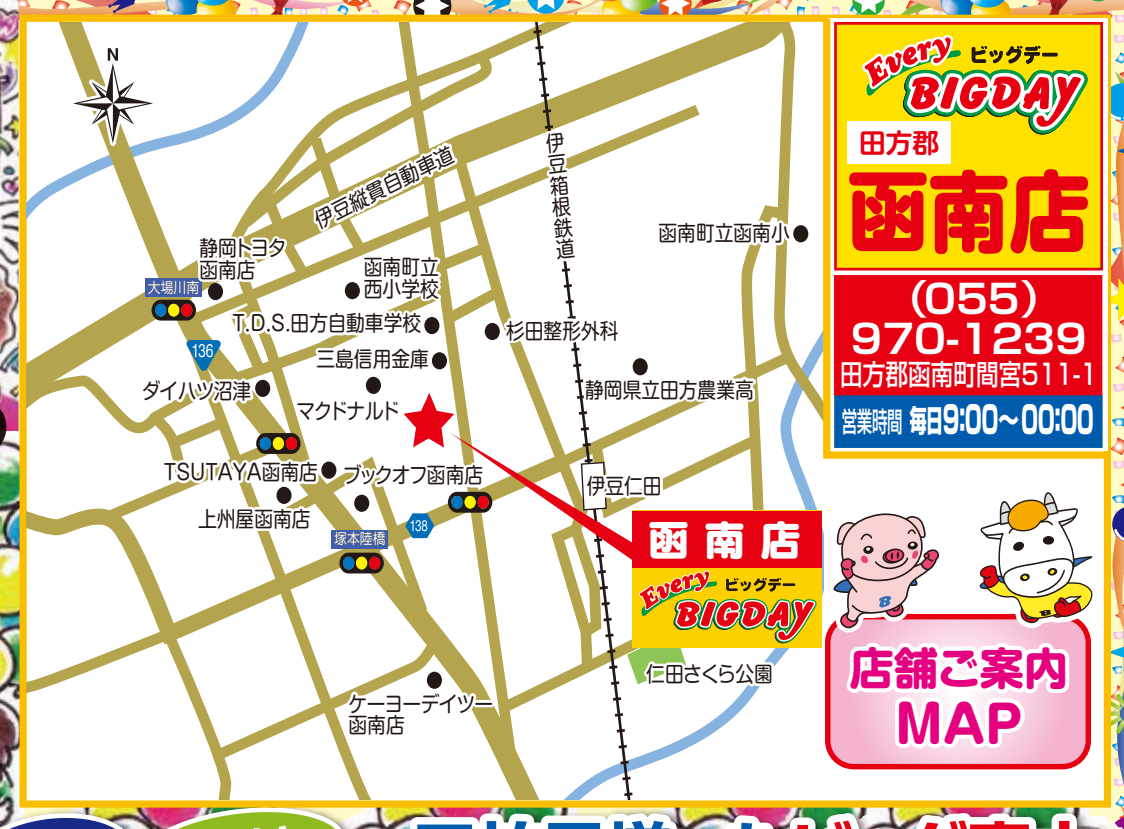 N
伊豆縦貫自動車道
伊豆箱根鉄道
函南町立函南小
静岡トヨタ
函南店
大場川南
136
函南町立
西小学校
T.D.S.田方自動車学校
杉田整形外科
三島信用金庫
静岡県立田方農業高
ダイハツ沼津
マクドナルド
TSUTAYA函南店
ブックオフ函南店
上州屋函南店
138
塚本陸橋
伊豆仁田
函南店
Every ビッグデー
BIGDAY
仁田さくら公園
ケーヨーデイツー
函南店
Every ビッグデー
BIGDAY
田方郡
函南店
(055)
970-1239
田方郡函南町間宮511-1
営業時間 毎日9:00～00:00
B
B
店舗ご案内
MAP